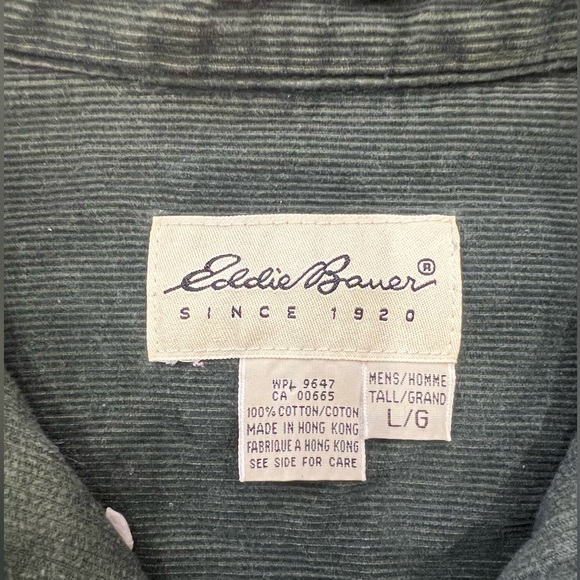 Eddie Bauer®
SINCE 1920
WPL 9647
CA 00665
100% COTTON/COTON
MADE IN HONG KONG
FABRIQUE A HONG KONG
SEE SIDE FOR CARE
MENS/HOMME
TALL/GRAND
L/G